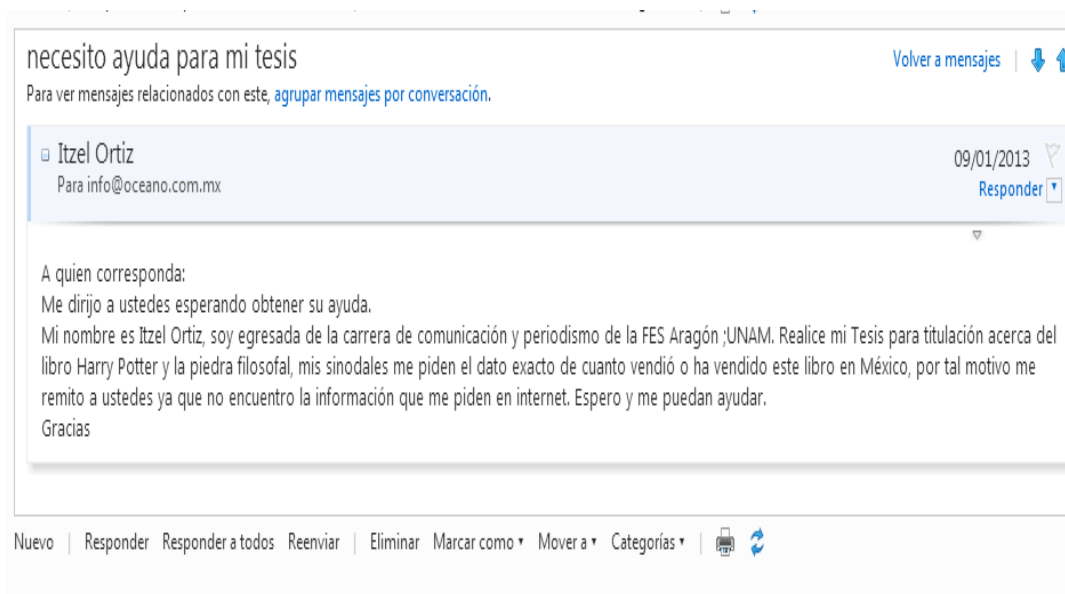 necesito ayuda para mi tesis
Volver a mensajes
Para ver mensajes relacionados con este, agrupar mensajes por conversación.
Itzel Ortiz
09/01/2013
Para info@oceano.com.mx
Responder
A quien corresponda:
Me dirijo a ustedes esperando obtener su ayuda.
Mi nombre es Itzel Ortiz, soy egresada de la carrera de comunicación y periodismo de la FES Aragón ;UNAM. Realice mi Tesis para titulación acerca del
libro Harry Potter y la piedra filosofal, mis sinodales me piden el dato exacto de cuanto vendió o ha vendido este libro en México, por tal motivo me
remito a ustedes ya que no encuentro la información que me piden en internet. Espero y me puedan ayudar.
Gracias
Nuevo | Responder Responder a todos Reenviar | Eliminar Marcar como Mover a Categorías |